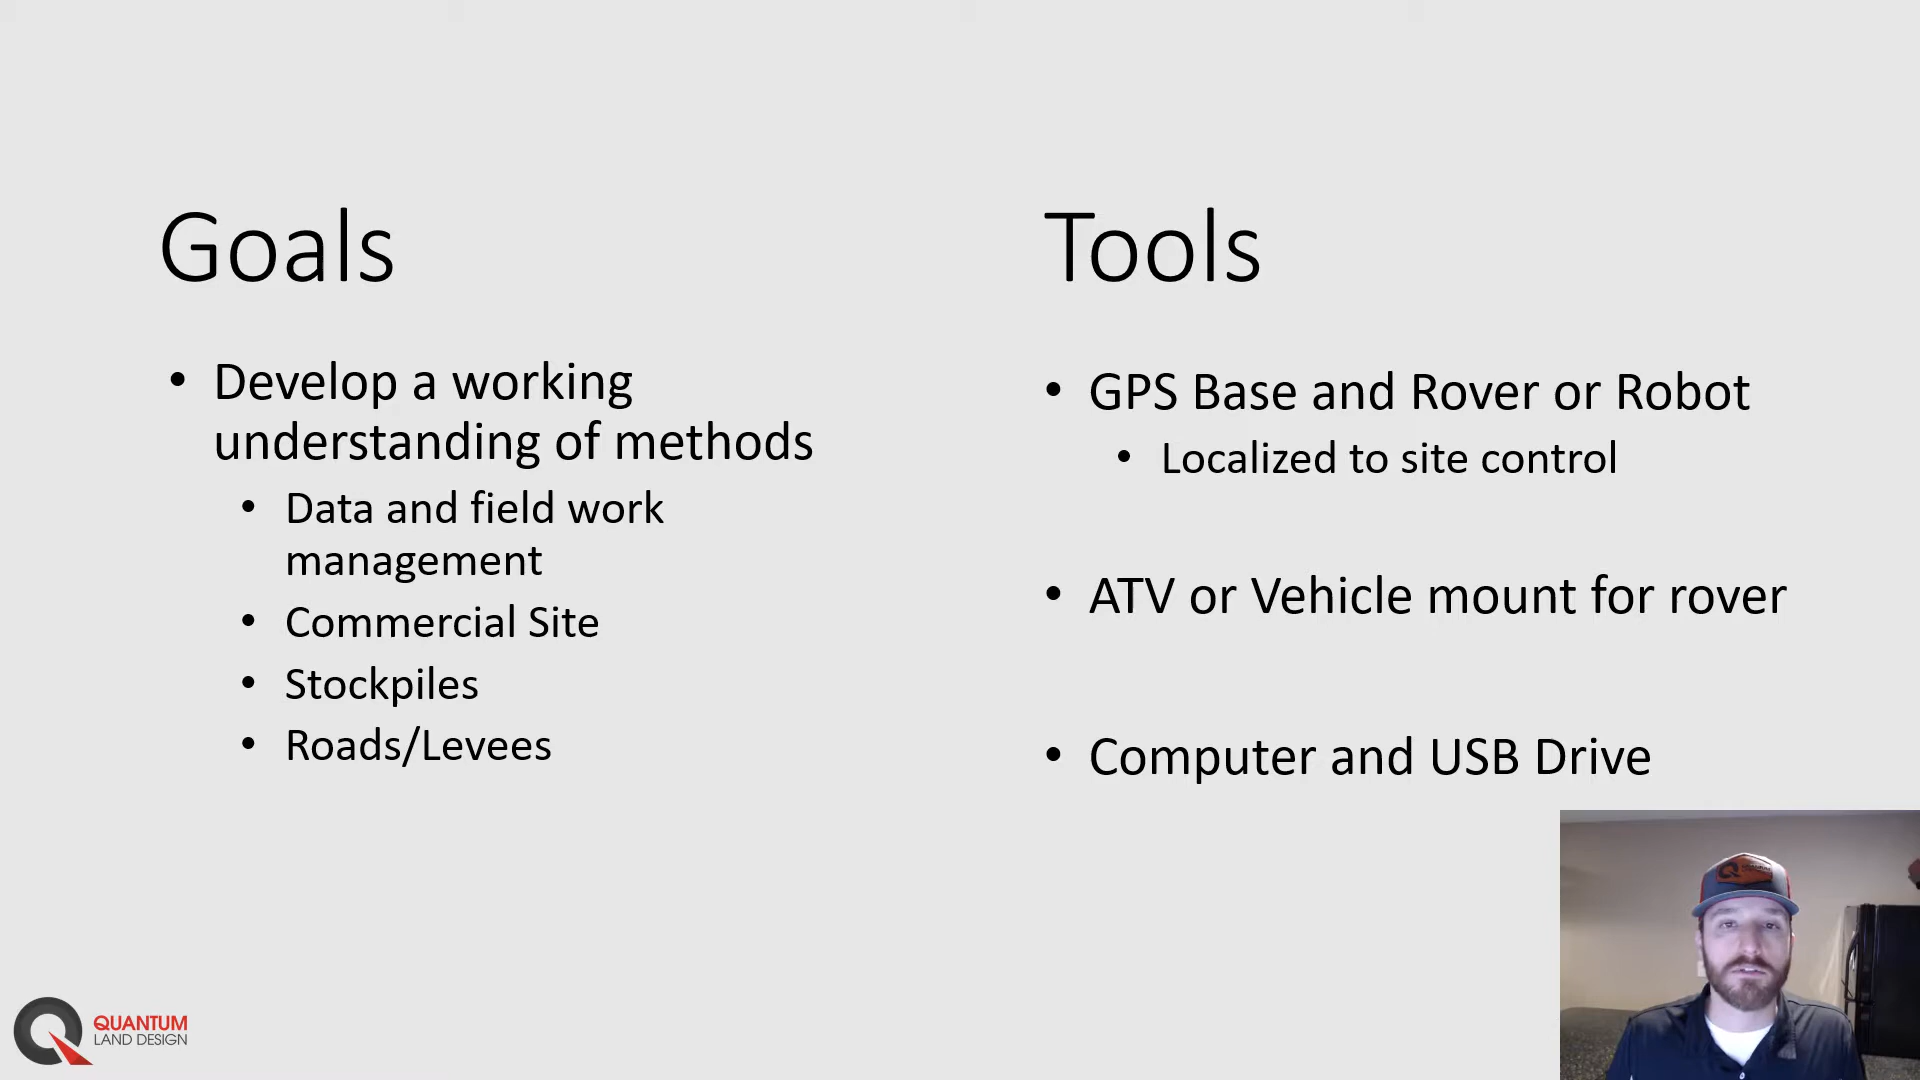 Goals
• Develop a working
understanding of methods
• Data and field work
management
• Commercial Site
• Stockpiles
• Roads/Levees
Tools
• GPS Base and Rover or Robot
• Localized to site control
• ATV or Vehicle mount for rover
• Computer and USB Drive
QUANTUM
LAND DESIGN